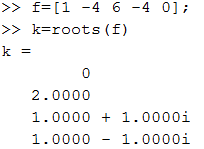 >> f=[1 -4 6 -4 0];
>> k=roots(f)
k =
0
2.0000
1.0000 + 1.0000i
1.0000 - 1.0000i